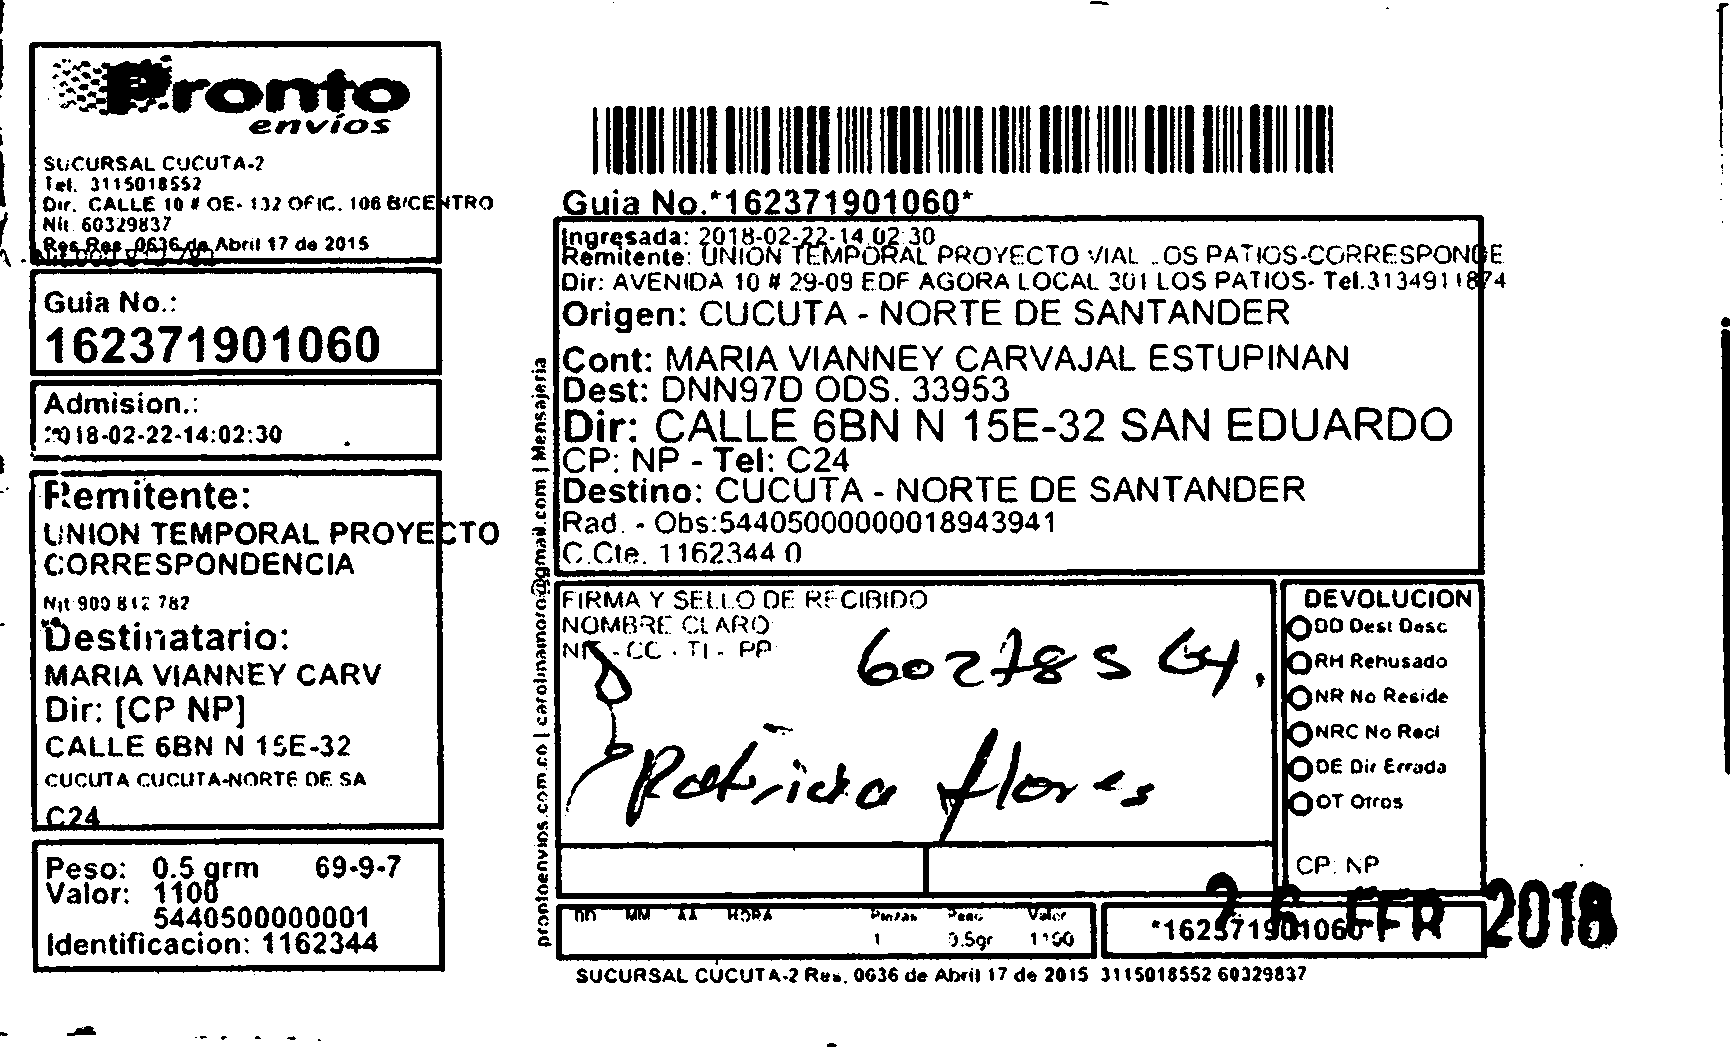 Pronto
envíos
SUCURSAL CUCUTA-2
Tel. 3115018552
Dir. CALLE 10 # OE- 132 OFIC. 106 B/CENTRO
Nit 60329837
Res Res 0636 de Abril 17 de 2015
Guia No.:
162371901060
Admision.:
2018-02-22-14:02:30
Remitente:
UNION TEMPORAL PROYECTO
CORRESPONDENCIA
Nit 900 812 782
Destinatario:
MARIA VIANNEY CARV
Dir: [CP NP]
CALLE 6BN N 15E-32
CUCUTA CUCUTA-NORTE DE SA
C24
Peso: 0.5 grm 69-9-7
Valor: 1100
5440500000001
Identificacion: 1162344
prontoenvios.com.co | carolinamoro@gmail.com | Mensajeria
Guia No.*162371901060*
Ingresada: 2018-02-22-14:02:30
Remitente: UNION TEMPORAL PROYECTO VIAL LOS PATIOS-CORRESPONDE
Dir: AVENIDA 10 # 29-09 EDF AGORA LOCAL 301 LOS PATIOS- Tel.3134911874
Origen: CUCUTA - NORTE DE SANTANDER
Cont: MARIA VIANNEY CARVAJAL ESTUPINAN
Dest: DNN97D ODS. 33953
Dir: CALLE 6BN N 15E-32 SAN EDUARDO
CP: NP - Tel: C24
Destino: CUCUTA - NORTE DE SANTANDER
Rad. - Obs:54405000000018943941
C.Cte. 1162344 0
FIRMA Y SELLO DE RECIBIDO
NOMBRE CLARO
NIT - CC - TI - PP
Patricia flores
DEVOLUCION
DD Dest Desc
RH Rehusado
NR No Reside
NRC No Recl
DE Dir Errada
OT Otros
CP: NP
DD MM AA HORA Piezas Peso Valor
1 0.5gr 1100
*162371901060*
26 FEB 2018
SUCURSAL CUCUTA-2 Res. 0636 de Abril 17 de 2015 3115018552 60329837